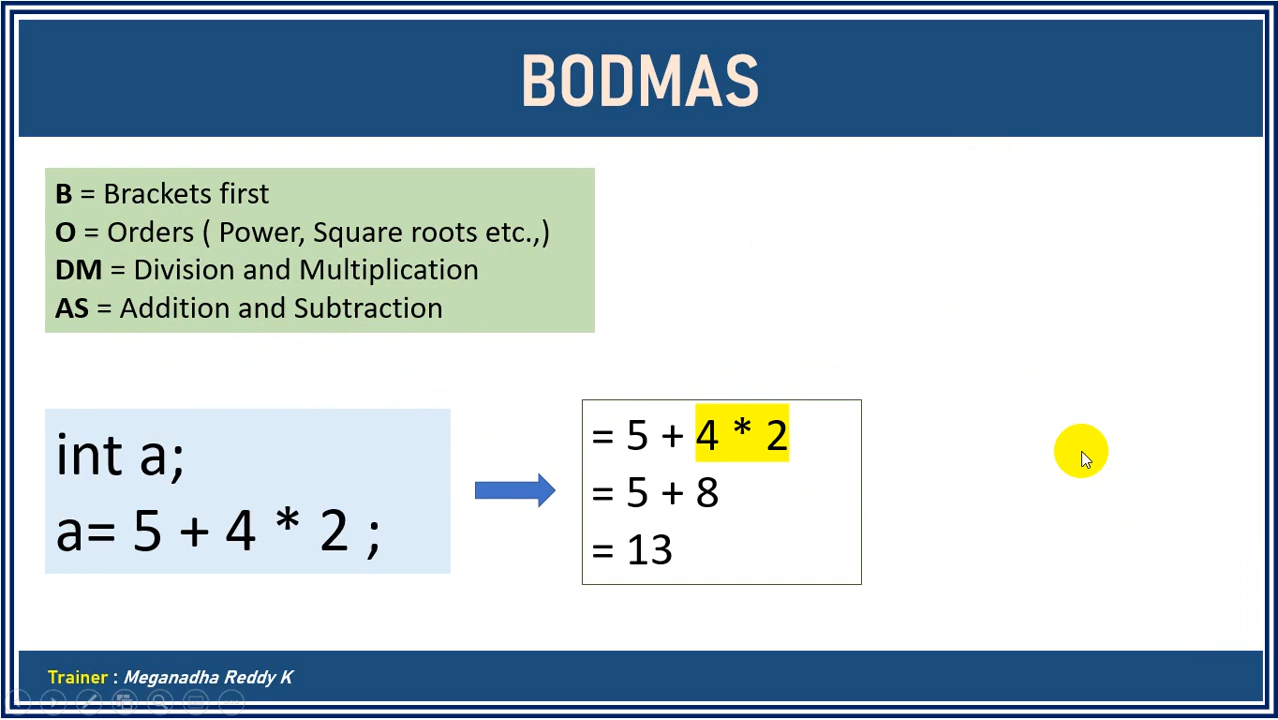 BODMAS
B = Brackets first
O = Orders ( Power, Square roots etc.,)
DM = Division and Multiplication
AS = Addition and Subtraction
int a;
a= 5 + 4 * 2 ;
= 5 + 4 * 2
= 5 + 8
= 13
Trainer : Meganadha Reddy K